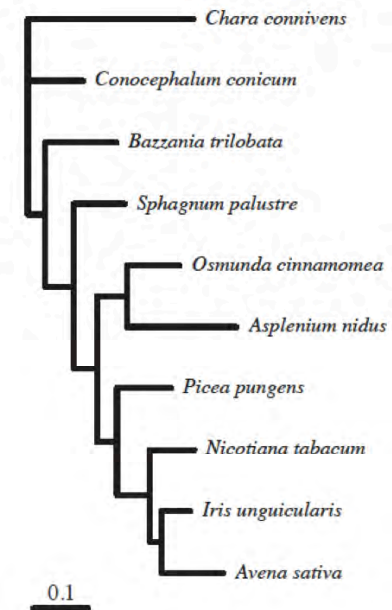 Chara connivens
Conocephalum conicum
Bazzania trilobata
Sphagnum palustre
Osmunda cinnamomea
Asplenium nidus
Picea pungens
Nicotiana tabacum
Iris unguicularis
Avena sativa
0.1